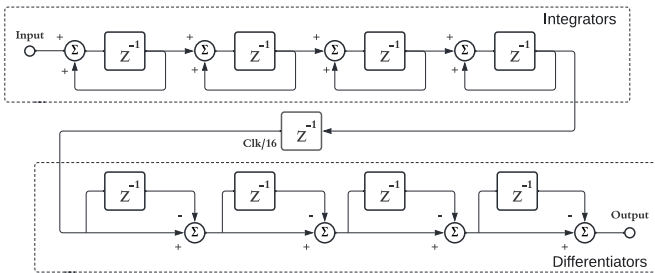 Integrators
Input
+ Σ + z⁻¹ + Σ + z⁻¹ + Σ + z⁻¹ + Σ + z⁻¹
Clk/16 z⁻¹
z⁻¹ z⁻¹ z⁻¹ z⁻¹
- Σ + - Σ + - Σ + - Σ +
Output
Differentiators